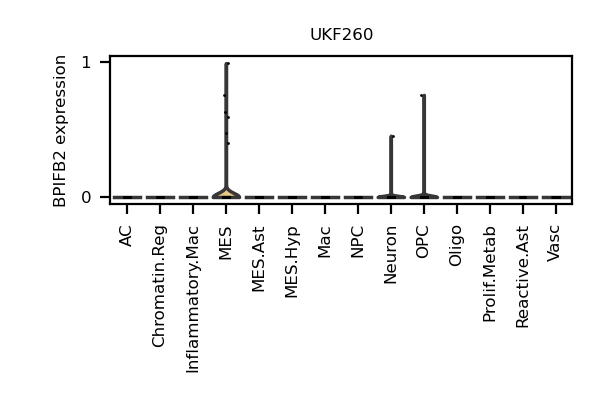 UKF260
BPIFB2 expression
1
0
AC
Chromatin.Reg
Inflammatory.Mac
MES
MES.Ast
MES.Hyp
Mac
NPC
Neuron
OPC
Oligo
Prolif.Metab
Reactive.Ast
Vasc